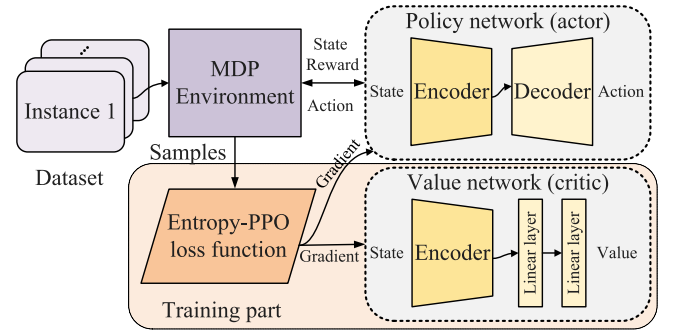 Instance 1
Dataset
MDP
Environment
State
Reward
Action
Policy network (actor)
State
Encoder
Decoder
Action
Samples
Gradient
Entropy-PPO
loss function
Gradient
Training part
Value network (critic)
State
Encoder
Linear layer
Linear layer
Value